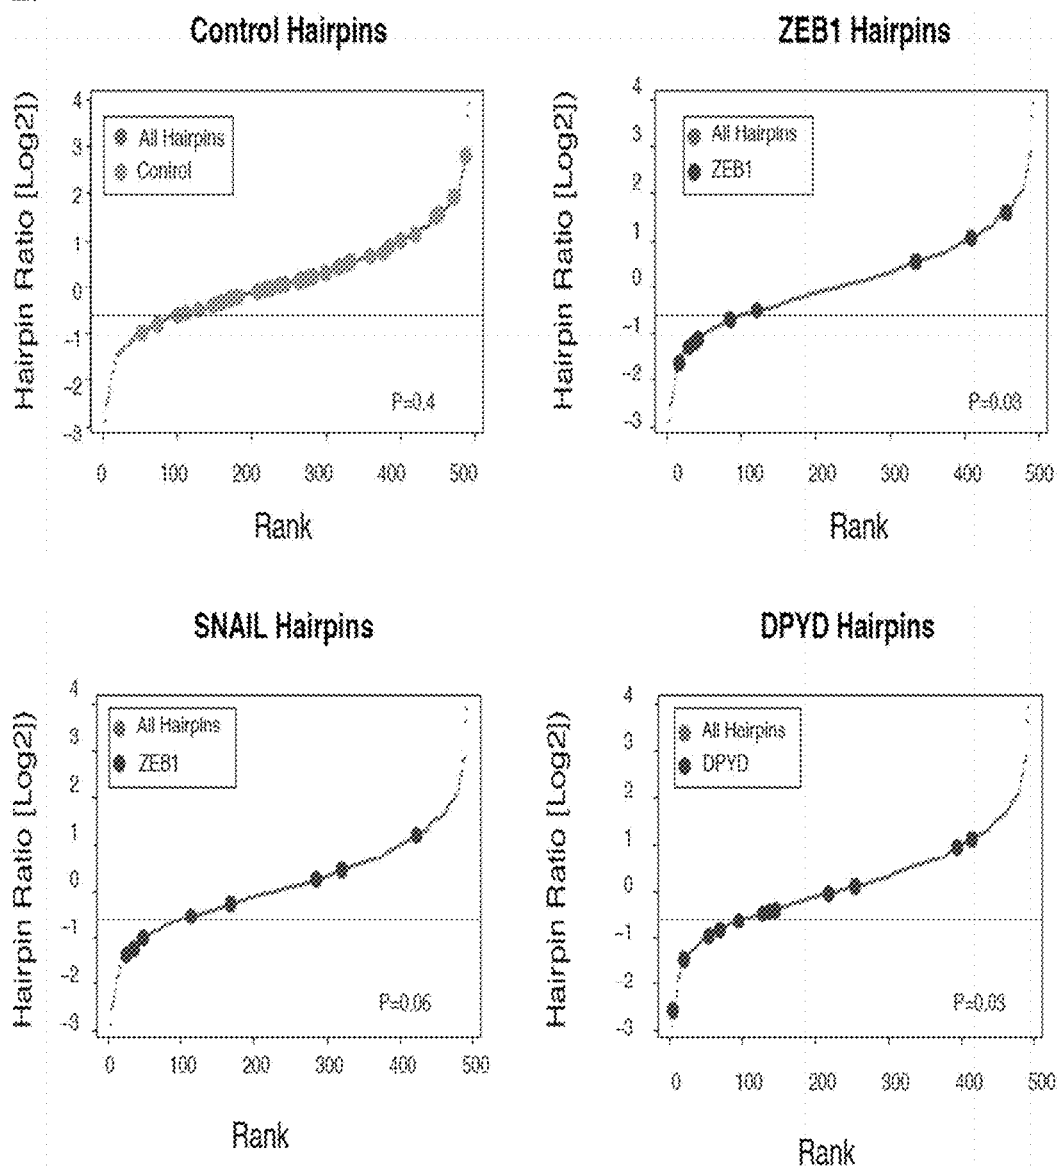 Control Hairpins
Hairpin Ratio [Log2])
4
3
2
1
0
-1
-2
-3
All Hairpins
Control
P=0.4
0 100 200 300 400 500
Rank
ZEB1 Hairpins
Hairpin Ratio [Log2])
4
3
2
1
0
-1
-2
-3
All Hairpins
ZEB1
0 100 200 300 400 500
Rank
SNAIL Hairpins
Hairpin Ratio [Log2])
4
3
2
1
0
-1
-2
-3
All Hairpins
ZEB1
P=0.06
0 100 200 300 400 500
Rank
DPYD Hairpins
Hairpin Ratio [Log2])
4
3
2
1
0
-1
-2
-3
All Hairpins
DPYD
0 100 200 300 400 500
Rank